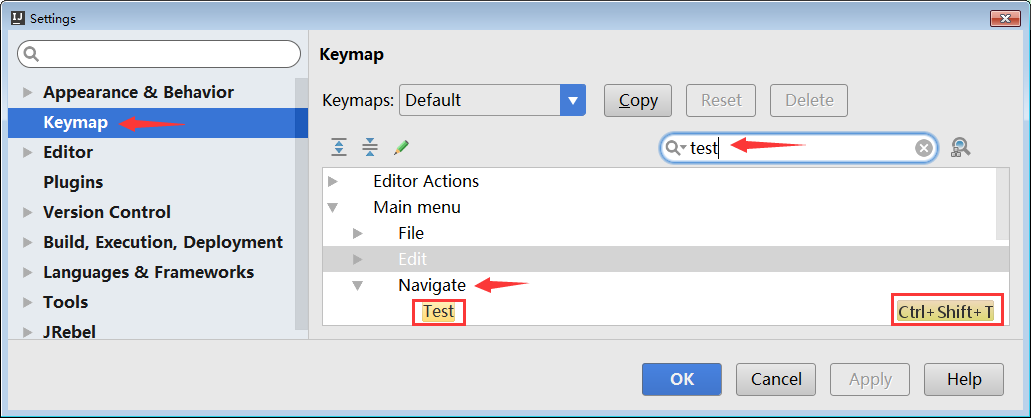 Settings
Keymap
Appearance & Behavior
Keymap
Editor
Plugins
Version Control
Build, Execution, Deployment
Languages & Frameworks
Tools
JRebel
Keymaps: Default Copy Reset Delete
test
Editor Actions
Main menu
File
Edit
Navigate
Test Ctrl+Shift+T
OK Cancel Apply Help